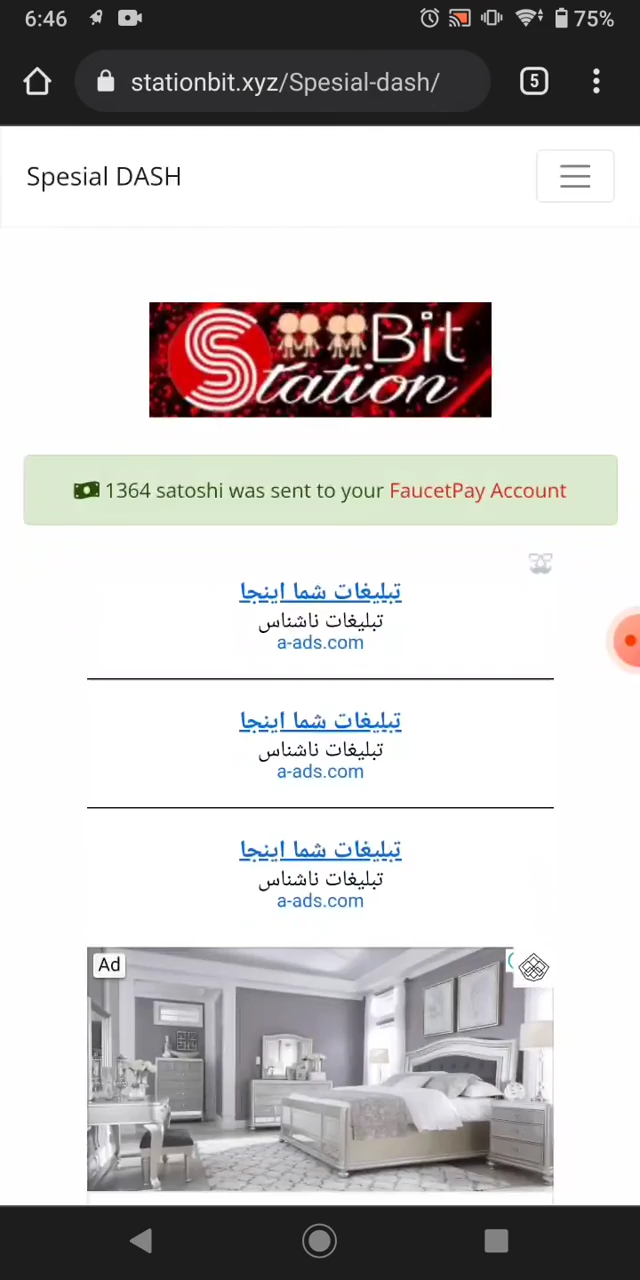 6:46
75%
stationbit.xyz/Spesial-dash/
5
Spesial DASH
Bit
Station
1364 satoshi was sent to your FaucetPay Account
تبلیغات شما اینجا
تبلیغات ناشناس
a-ads.com
تبلیغات شما اینجا
تبلیغات ناشناس
a-ads.com
تبلیغات شما اینجا
تبلیغات ناشناس
a-ads.com
Ad